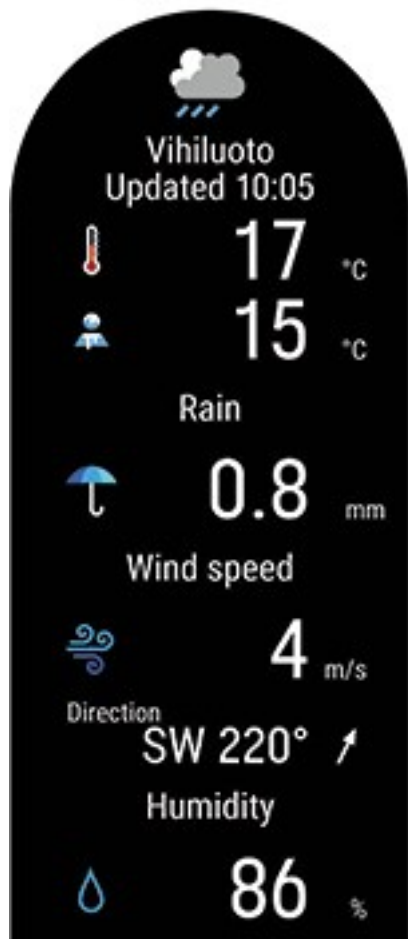 Vihiluoto
Updated 10:05
17 °C
15 °C
Rain
0.8 mm
Wind speed
4 m/s
Direction
SW 220°
Humidity
86 %